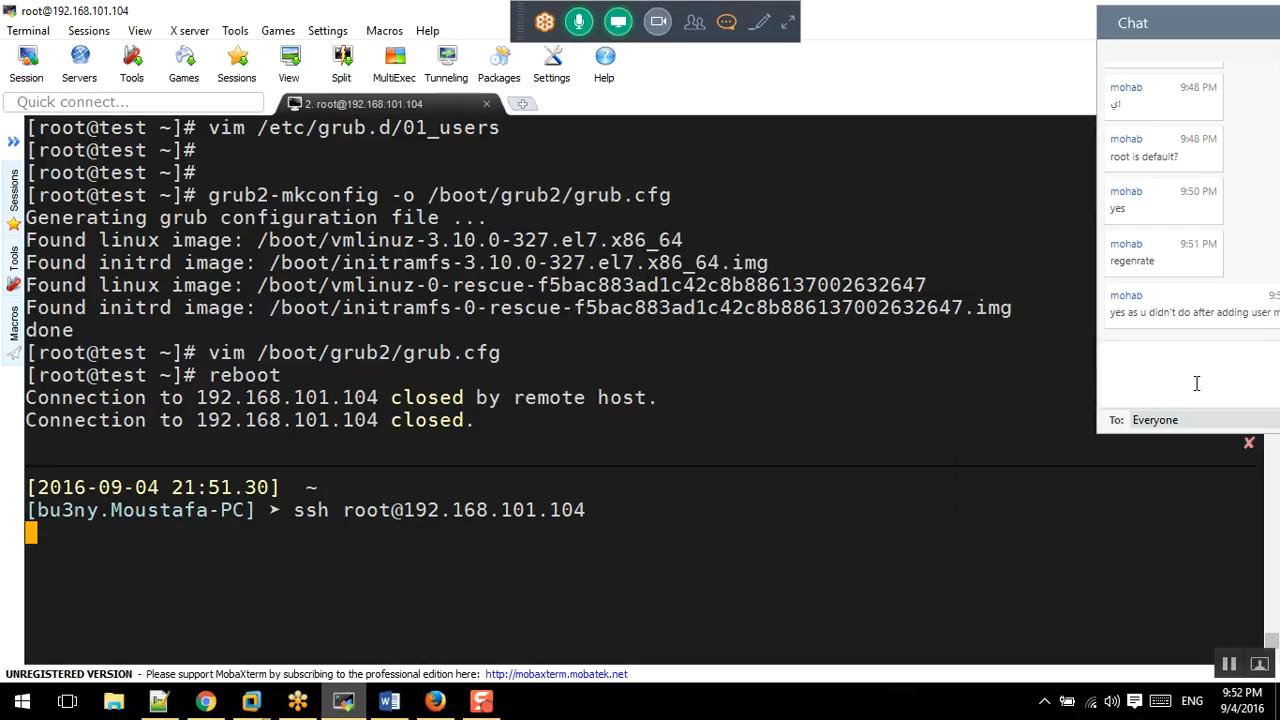 root@192.168.101.104
Terminal Sessions View X server Tools Games Settings Macros Help
Session Servers Tools Games Sessions View Split MultiExec Tunneling Packages Settings Help
Quick connect...
2. root@192.168.101.104
Sessions
Tools
Macros
[root@test ~]# vim /etc/grub.d/01_users
[root@test ~]#
[root@test ~]#
[root@test ~]# grub2-mkconfig -o /boot/grub2/grub.cfg
Generating grub configuration file ...
Found linux image: /boot/vmlinuz-3.10.0-327.el7.x86_64
Found initrd image: /boot/initramfs-3.10.0-327.el7.x86_64.img
Found linux image: /boot/vmlinuz-0-rescue-f5bac883ad1c42c8b886137002632647
Found initrd image: /boot/initramfs-0-rescue-f5bac883ad1c42c8b886137002632647.img
done
[root@test ~]# vim /boot/grub2/grub.cfg
[root@test ~]# reboot
Connection to 192.168.101.104 closed by remote host.
Connection to 192.168.101.104 closed.
[2016-09-04 21:51.30] ~
[bu3ny.Moustafa-PC] ➤ ssh root@192.168.101.104
Chat
mohab 9:48 PM
اي
mohab 9:48 PM
root is default?
mohab 9:50 PM
yes
mohab 9:51 PM
regenrate
mohab 9:5
yes as u didn't do after adding user m
To: Everyone
UNREGISTERED VERSION - Please support MobaXterm by subscribing to the professional edition here: http://mobaxterm.mobatek.net
ENG
9:52 PM
9/4/2016